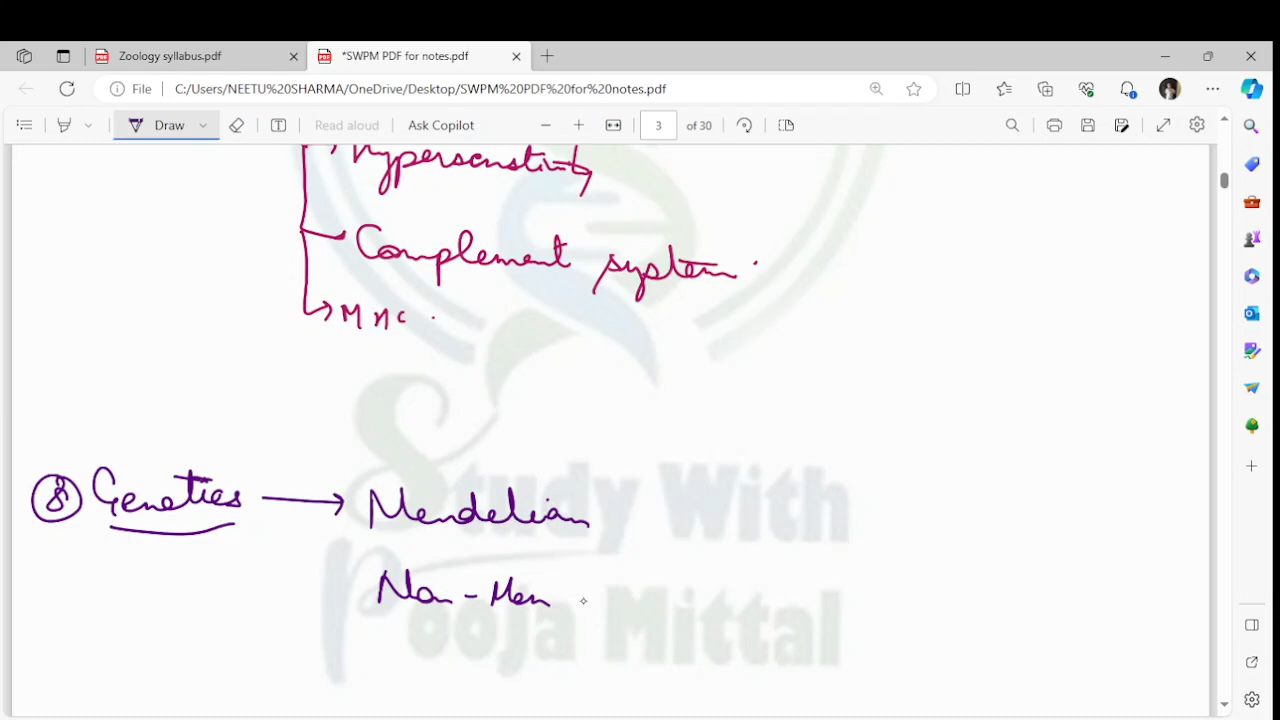 Zoology syllabus.pdf
*SWPM PDF for notes.pdf
File
C:/Users/NEETU%20SHARMA/OneDrive/Desktop/SWPM%20PDF%20for%20notes.pdf
Draw
Read aloud
Ask Copilot
3 of 30
Complement system
MHC
8 Genetics → Mendelian
Non-Men
Study With
Pooja Mittal